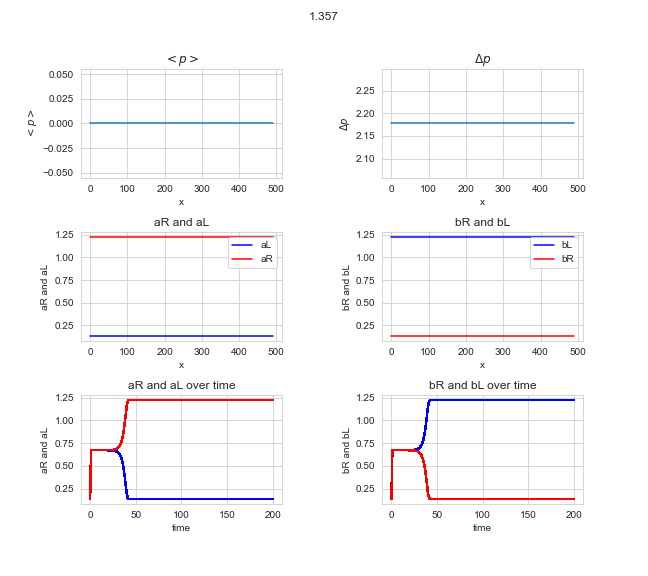 1.357
< p >
Δp
0.050
0.025
0.000
−0.025
−0.050
< p >
0 100 200 300 400 500
x
2.25
2.20
2.15
2.10
Δp
0 100 200 300 400 500
x
aR and aL
bR and bL
1.25
1.00
0.75
0.50
0.25
aR and aL
aL
aR
0 100 200 300 400 500
x
1.25
1.00
0.75
0.50
0.25
bR and bL
bL
bR
0 100 200 300 400 500
x
aR and aL over time
bR and bL over time
1.25
1.00
0.75
0.50
0.25
aR and aL
0 50 100 150 200
time
1.25
1.00
0.75
0.50
0.25
bR and bL
0 50 100 150 200
time